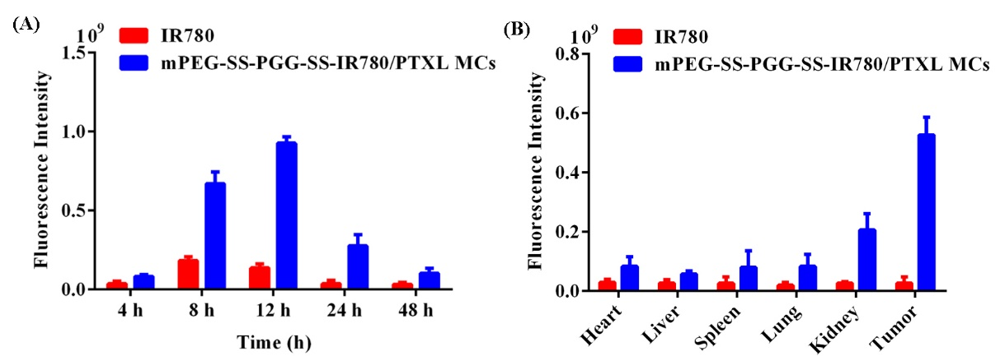 (A)
10⁹
IR780
mPEG-SS-PGG-SS-IR780/PTXL MCs
Fluorescence Intensity
1.5
1.0
0.5
0.0
4 h 8 h 12 h 24 h 48 h
Time (h)
(B)
10⁹
IR780
mPEG-SS-PGG-SS-IR780/PTXL MCs
Fluorescence Intensity
0.8
0.6
0.4
0.2
0.0
Heart Liver Spleen Lung Kidney Tumor